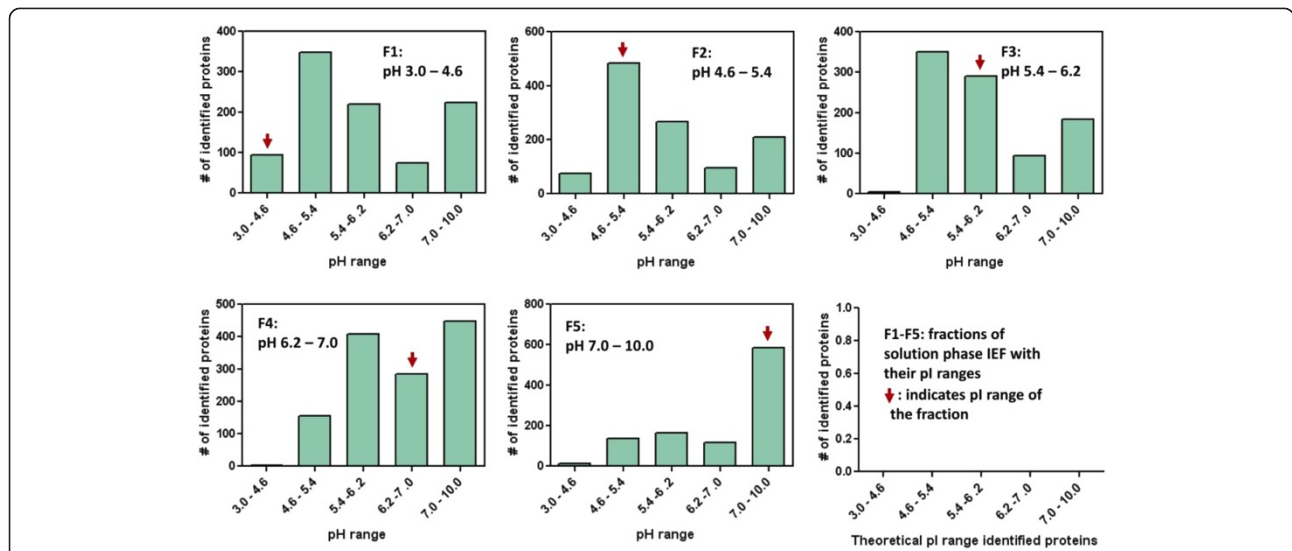 # of identified proteins
400
300
200
100
0
F1:
pH 3.0 – 4.6
3.0 - 4.6
4.6 - 5.4
5.4 -6 .2
6.2 -7 .0
7.0 - 10.0
pH range
# of identified proteins
600
400
200
0
F2:
pH 4.6 – 5.4
3.0 - 4.6
4.6 - 5.4
5.4 -6 .2
6.2 -7 .0
7.0 - 10.0
pH range
# of identified proteins
400
300
200
100
0
F3:
pH 5.4 – 6.2
3.0 - 4.6
4.6 - 5.4
5.4 -6 .2
6.2 -7 .0
7.0 - 10.0
pH range
# of identified proteins
500
400
300
200
100
0
F4:
pH 6.2 – 7.0
3.0 - 4.6
4.6 - 5.4
5.4 -6 .2
6.2 -7 .0
7.0 - 10.0
pH range
# of identified proteins
800
600
400
200
0
F5:
pH 7.0 – 10.0
3.0 - 4.6
4.6 - 5.4
5.4 -6 .2
6.2 -7 .0
7.0 - 10.0
pH range
# of identified proteins
1.0
0.8
0.6
0.4
0.2
0.0
F1-F5: fractions of
solution phase IEF with
their pI ranges
: indicates pI range of
the fraction
3.0 - 4.6
4.6 - 5.4
5.4 -6 .2
6.2 -7 .0
7.0 - 10.0
Theoretical pI range identified proteins